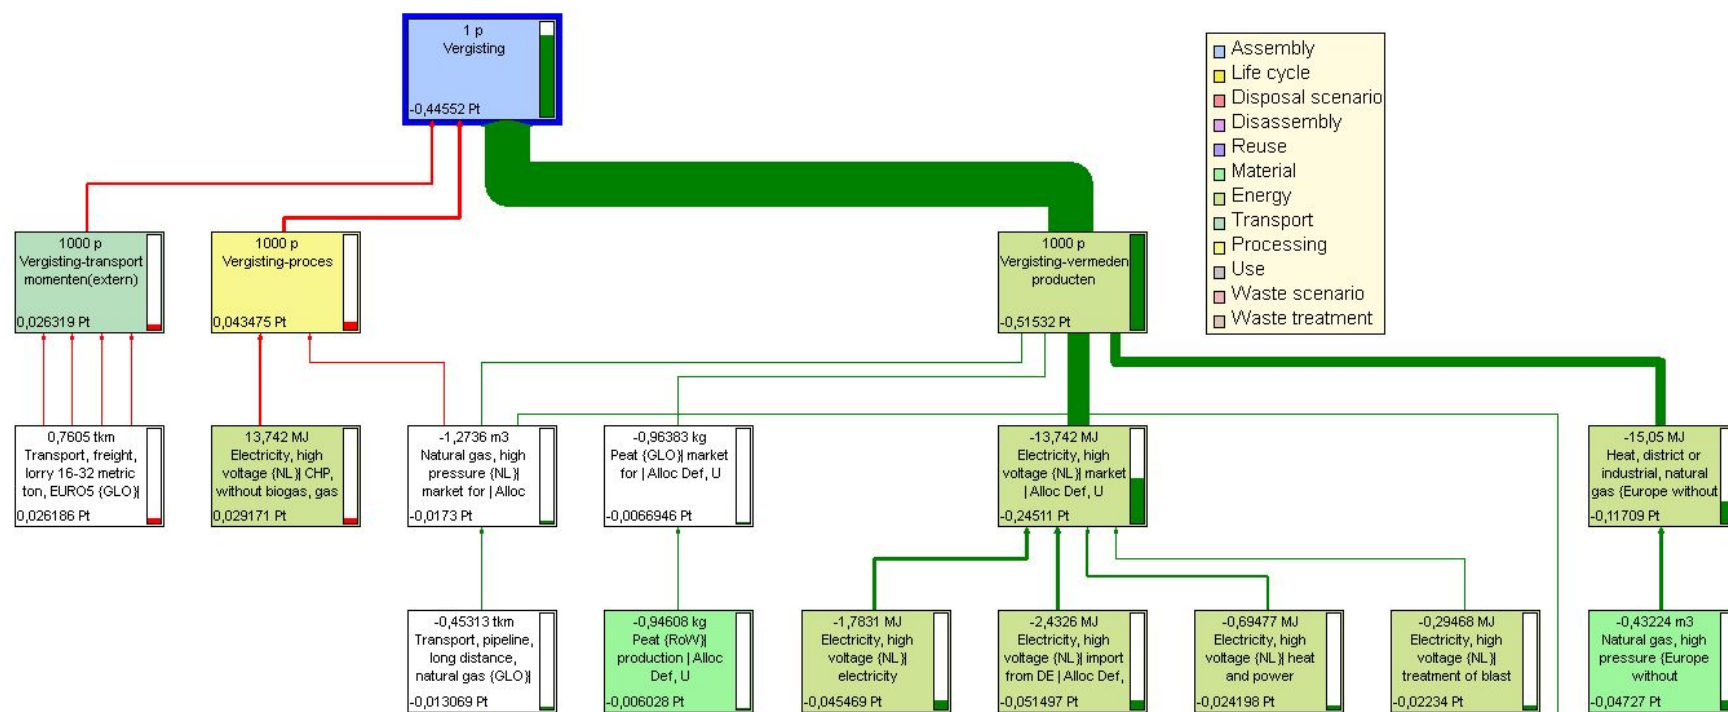 1 p
Vergisting
-0,44552 Pt
Assembly
Life cycle
Disposal scenario
Disassembly
Reuse
Material
Energy
Transport
Processing
Use
Waste scenario
Waste treatment
1000 p
Vergisting-transport
momenten(extern)
0,026319 Pt
1000 p
Vergisting-proces
0,043475 Pt
1000 p
Vergisting-vermeden
producten
-0,51532 Pt
0,7605 tkm
Transport, freight,
lorry 16-32 metric
ton, EURO5 {GLO}|
0,026186 Pt
13,742 MJ
Electricity, high
voltage {NL}| CHP,
without biogas, gas
0,029171 Pt
-1,2736 m3
Natural gas, high
pressure {NL}|
market for | Alloc
-0,0173 Pt
-0,96383 kg
Peat {GLO}| market
for | Alloc Def, U
-0,0066946 Pt
-13,742 MJ
Electricity, high
voltage {NL}| market
| Alloc Def, U
-0,24511 Pt
-15,05 MJ
Heat, district or
industrial, natural
gas {Europe without
-0,11709 Pt
-0,45313 tkm
Transport, pipeline,
long distance,
natural gas {GLO}|
-0,013069 Pt
-0,94608 kg
Peat {RoW}|
production | Alloc
Def, U
-0,006028 Pt
-1,7831 MJ
Electricity, high
voltage {NL}|
electricity
-0,045469 Pt
-2,4326 MJ
Electricity, high
voltage {NL}| import
from DE | Alloc Def,
-0,051497 Pt
-0,69477 MJ
Electricity, high
voltage {NL}| heat
and power
-0,024198 Pt
-0,29468 MJ
Electricity, high
voltage {NL}|
treatment of blast
-0,02234 Pt
-0,43224 m3
Natural gas, high
pressure {Europe
without
-0,04727 Pt